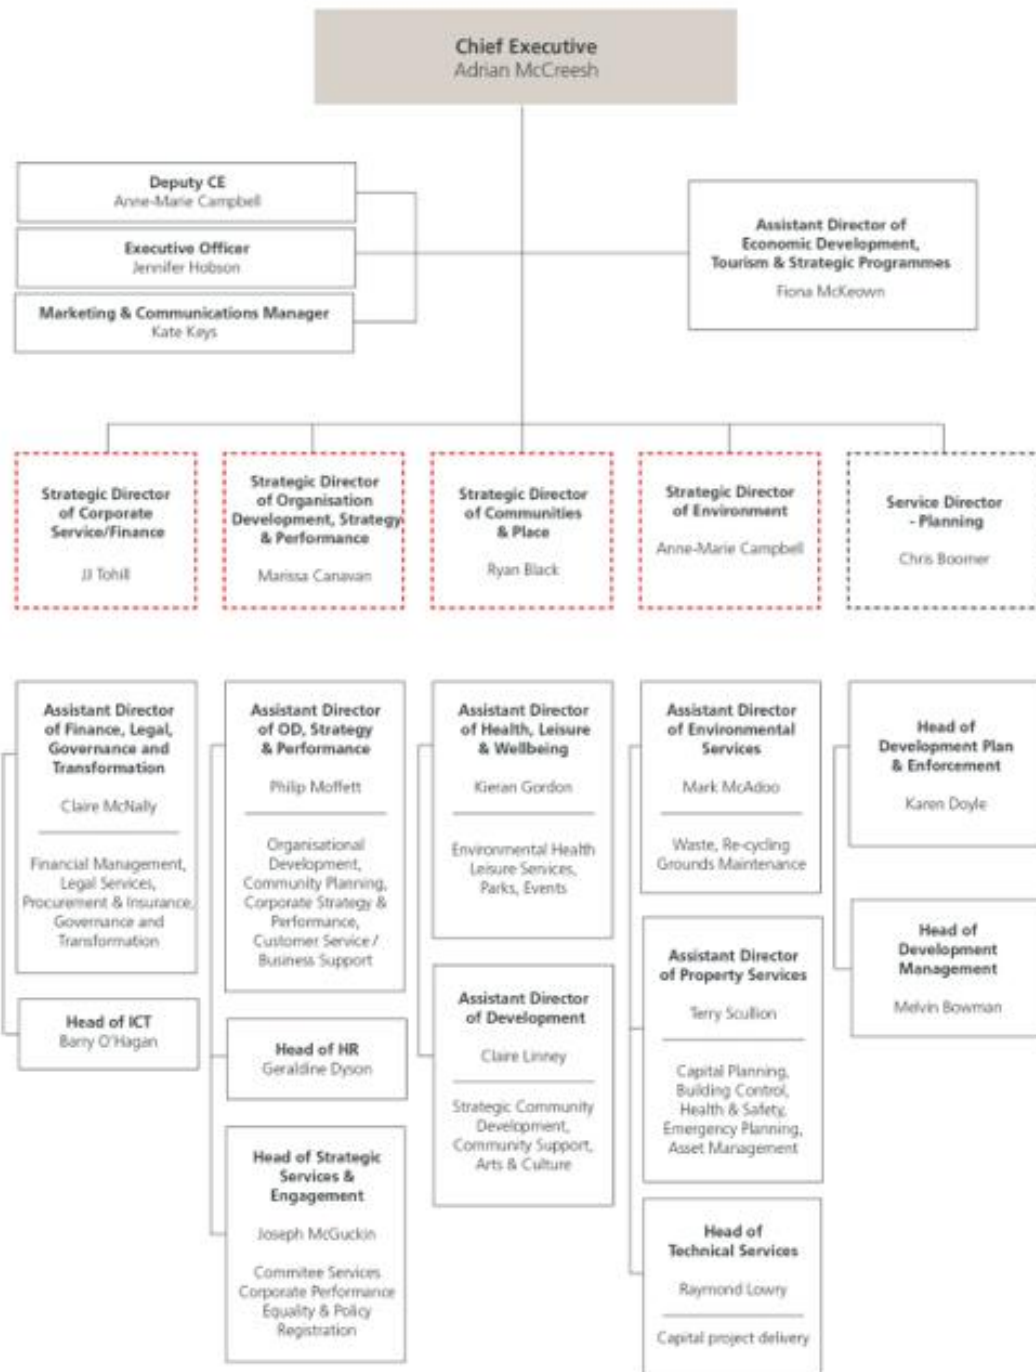 Chief Executive
Adrian McCreesh
Deputy CE
Anne-Marie Campbell
Executive Officer
Jennifer Hobson
Marketing & Communications Manager
Kate Keys
Assistant Director of
Economic Development,
Tourism & Strategic Programmes
Fiona McKeown
Strategic Director
of Corporate
Service/Finance
JJ Tohill
Strategic Director
of Organisation
Development, Strategy
& Performance
Marissa Canavan
Strategic Director
of Communities
& Place
Ryan Black
Strategic Director
of Environment
Anne-Marie Campbell
Service Director
- Planning
Chris Boomer
Assistant Director
of Finance, Legal,
Governance and
Transformation
Claire McNally
Financial Management,
Legal Services,
Procurement & Insurance,
Governance and
Transformation
Head of ICT
Barry O'Hagan
Assistant Director
of OD, Strategy
& Performance
Philip Moffett
Organisational
Development,
Community Planning,
Corporate Strategy &
Performance,
Customer Service /
Business Support
Head of HR
Geraldine Dyson
Head of Strategic
Services &
Engagement
Joseph McGuckin
Commitee Services
Corporate Performance
Equality & Policy
Registration
Assistant Director
of Health, Leisure
& Wellbeing
Kieran Gordon
Environmental Health
Leisure Services,
Parks, Events
Assistant Director
of Development
Claire Linney
Strategic Community
Development,
Community Support,
Arts & Culture
Assistant Director
of Environmental
Services
Mark McAdoo
Waste, Re-cycling
Grounds Maintenance
Assistant Director
of Property Services
Terry Scullion
Capital Planning,
Building Control,
Health & Safety,
Emergency Planning,
Asset Management
Head of
Technical Services
Raymond Lowry
Capital project delivery
Head of
Development Plan
& Enforcement
Karen Doyle
Head of
Development
Management
Melvin Bowman